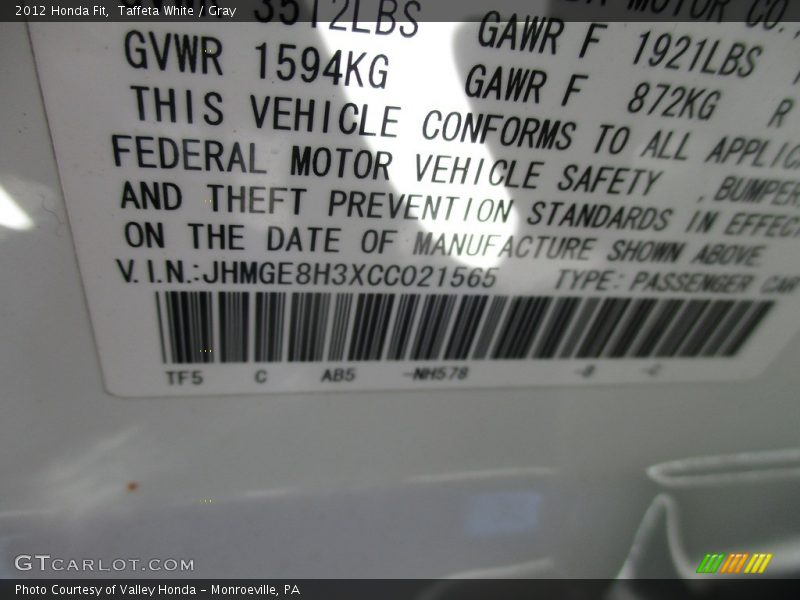 2012 Honda Fit, Taffeta White / Gray
3512LBS MOTOR CO.,
GVWR 1594KG GAWR F 1921LBS
GAWR F 872KG R
THIS VEHICLE CONFORMS TO ALL APPLIC
FEDERAL MOTOR VEHICLE SAFETY , BUMPER,
AND THEFT PREVENTION STANDARDS IN EFFECT
ON THE DATE OF MANUFACTURE SHOWN ABOVE
V.I.N.:JHMGE8H3XCC021565 TYPE: PASSENGER CAR
TF5 C AB5 -NH578
GTCARLOT.COM
Photo Courtesy of Valley Honda - Monroeville, PA